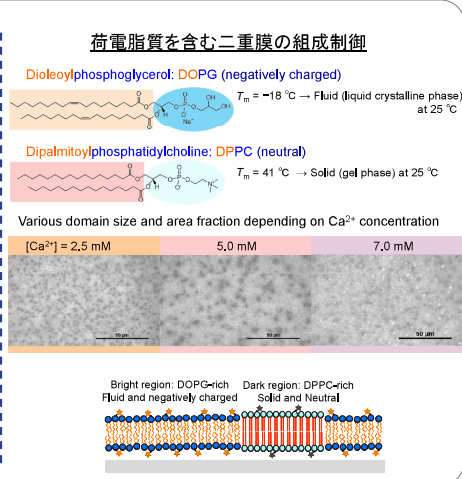 荷電脂質を含む二重膜の組成制御
Dioleoylphosphoglycerol: DOPG (negatively charged)
Tm = −18 ℃ → Fluid (liquid crystalline phase)
at 25 ℃
Dipalmitoylphosphatidylcholine: DPPC (neutral)
Tm = 41 ℃ → Solid (gel phase) at 25 ℃
Various domain size and area fraction depending on Ca²⁺ concentration
[Ca²⁺] = 2.5 mM 5.0 mM 7.0 mM
50 μm 50 μm 50 μm
Bright region: DOPG-rich Dark region: DPPC-rich
Fluid and negatively charged Solid and Neutral